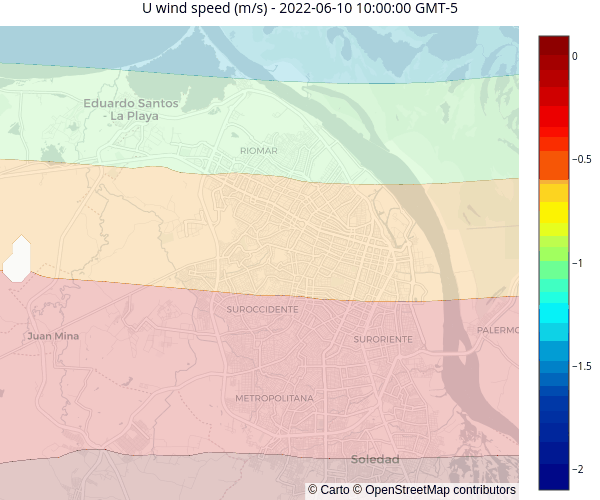 U wind speed (m/s) - 2022-06-10 10:00:00 GMT-5
Eduardo Santos
- La Playa
RIOMAR
SUROCCIDENTE
Juan Mina
SURORIENTE
PALERMO
METROPOLITANA
Soledad
© Carto © OpenStreetMap contributors
0
−0.5
−1
−1.5
−2